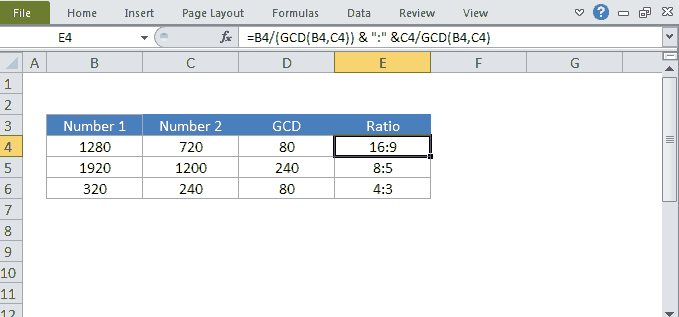 File Home Insert Page Layout Formulas Data Review View
E4 fx =B4/(GCD(B4,C4)) & ":" &C4/GCD(B4,C4)
A B C D E F G
1
2
3 Number 1 Number 2 GCD Ratio
4 1280 720 80 16:9
5 1920 1200 240 8:5
6 320 240 80 4:3
7
8
9
10
11
12